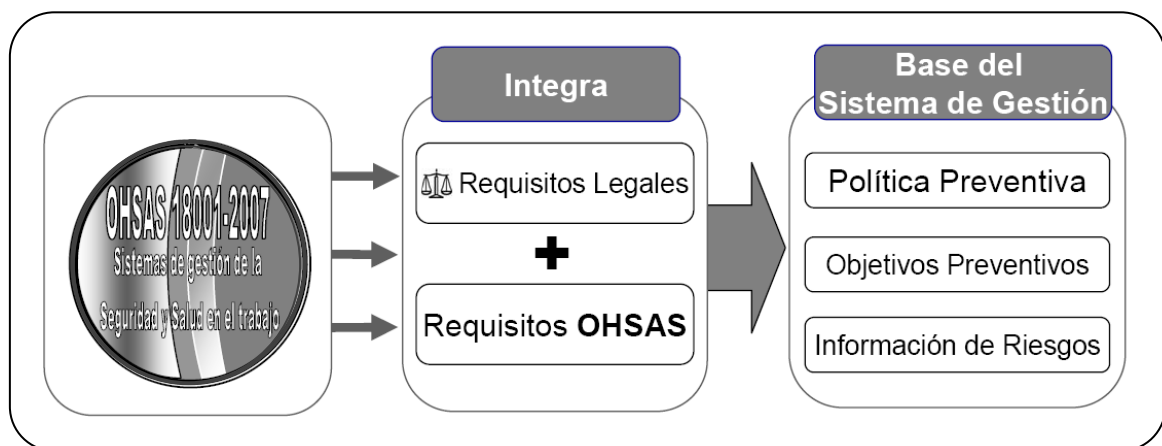 OHSAS 18001-2007
Sistemas de gestión de la
Seguridad y Salud en el trabajo
Integra
Requisitos Legales
+
Requisitos OHSAS
Base del
Sistema de Gestión
Política Preventiva
Objetivos Preventivos
Información de Riesgos